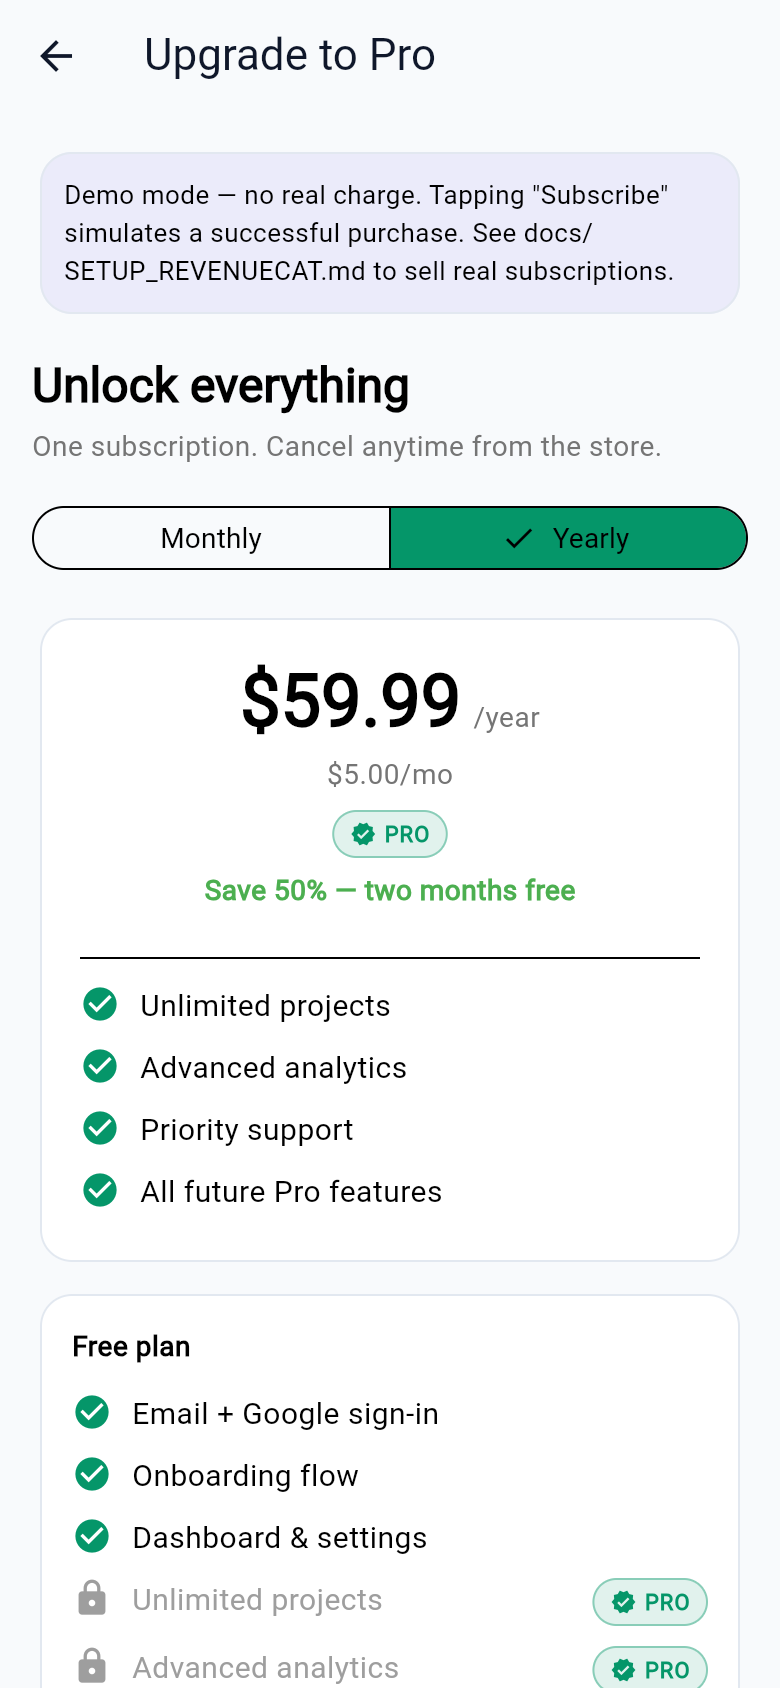 Upgrade to Pro
Demo mode — no real charge. Tapping "Subscribe"
simulates a successful purchase. See docs/
SETUP_REVENUECAT.md to sell real subscriptions.
Unlock everything
One subscription. Cancel anytime from the store.
Monthly
Yearly
$59.99 /year
$5.00/mo
PRO
Save 50% — two months free
Unlimited projects
Advanced analytics
Priority support
All future Pro features
Free plan
Email + Google sign-in
Onboarding flow
Dashboard & settings
Unlimited projects PRO
Advanced analytics PRO